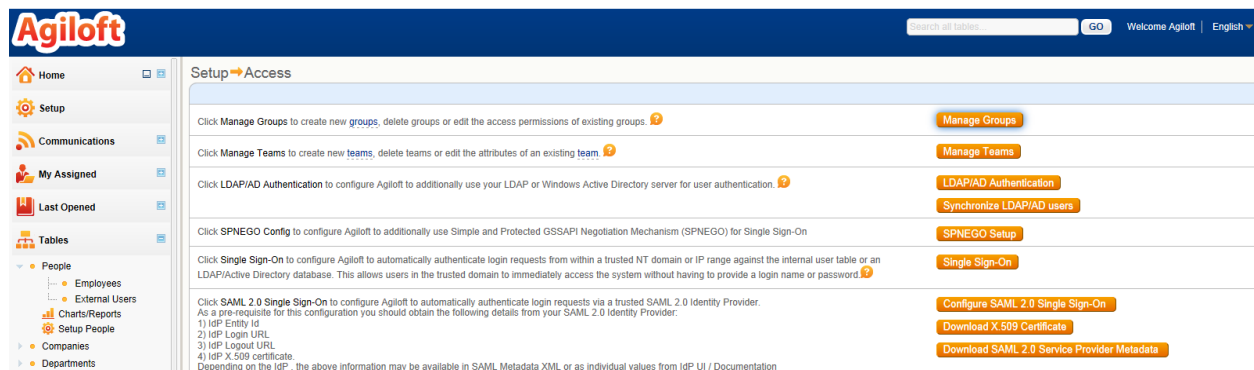 Agiloft
Search all tables...
GO
Welcome Agiloft | English
Home
Setup
Communications
My Assigned
Last Opened
Tables
People
Employees
External Users
Charts/Reports
Setup People
Companies
Departments
Setup Access
Click Manage Groups to create new groups, delete groups or edit the access permissions of existing groups. ?
Manage Groups
Click Manage Teams to create new teams, delete teams or edit the attributes of an existing team. ?
Manage Teams
Click LDAP/AD Authentication to configure Agiloft to additionally use your LDAP or Windows Active Directory server for user authentication. ?
LDAP/AD Authentication
Synchronize LDAP/AD users
Click SPNEGO Config to configure Agiloft to additionally use Simple and Protected GSSAPI Negotiation Mechanism (SPNEGO) for Single Sign-On
SPNEGO Setup
Click Single Sign-On to configure Agiloft to automatically authenticate login requests from within a trusted NT domain or IP range against the internal user table or an
LDAP/Active Directory database. This allows users in the trusted domain to immediately access the system without having to provide a login name or password. ?
Single Sign-On
Click SAML 2.0 Single Sign-On to configure Agiloft to automatically authenticate login requests via a trusted SAML 2.0 Identity Provider.
As a pre-requisite for this configuration you should obtain the following details from your SAML 2.0 Identity Provider:
1) IdP Entity Id
2) IdP Login URL
3) IdP Logout URL
4) IdP X.509 certificate.
Depending on the IdP , the above information may be available in SAML Metadata XML or as individual values from IdP UI / Documentation
Configure SAML 2.0 Single Sign-On
Download X.509 Certificate
Download SAML 2.0 Service Provider Metadata